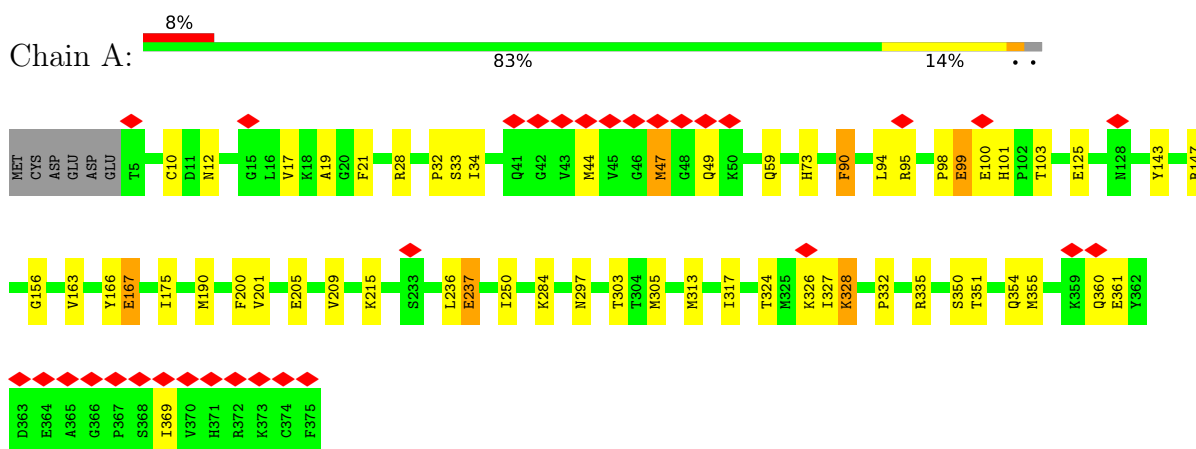 8%
Chain A:
83% 14% • •
MET CYS ASP GLU ASP GLU T5 C10 D11 N12 G15 L16 V17 K18 A19 G20 F21 R28 P32 S33 I34 Q41 G42 V43 M44 V45 G46 M47 G48 Q49 K50 Q59 H73 F90 L94 R95 P98 E99 E100 H101 P102 T103 E125 N128 Y143
G156 V163 Y166 E167 I175 M190 F200 V201 E205 V209 K215 S233 L236 E237 I250 K284 N297 T303 T304 M305 M313 I317 T324 M325 K326 I327 K328 P332 R335 S350 T351 Q354 M355 K359 Q360 E361 Y362
D363 E364 A365 G366 P367 S368 I369 V370 H371 R372 K373 C374 F375